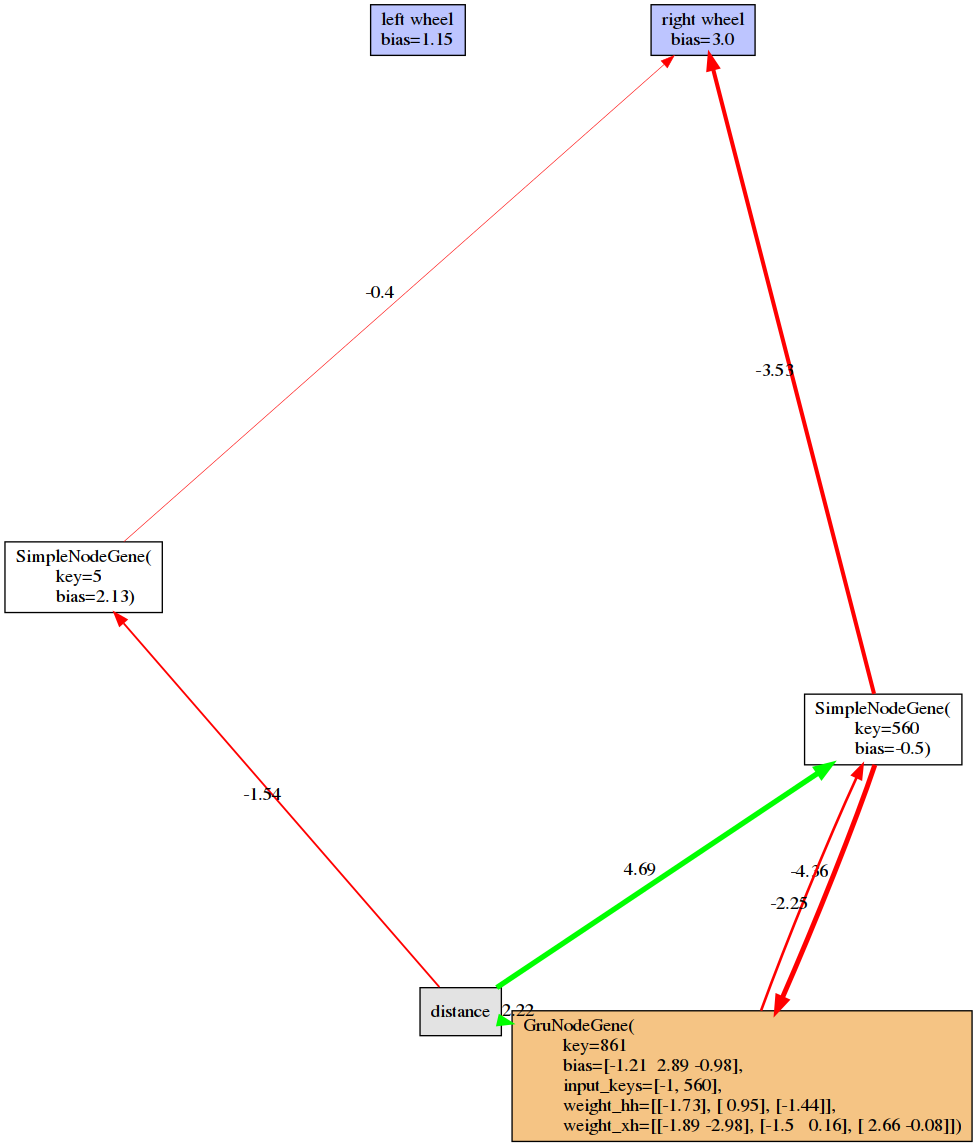 left wheel
bias=1.15
right wheel
bias=3.0
-0.4
-3.53
SimpleNodeGene(
key=5
bias=2.13)
SimpleNodeGene(
key=560
bias=-0.5)
-1.54
4.69
-4.36
-2.25
distance
2.22
GruNodeGene(
key=861
bias=[-1.21 2.89 -0.98],
input_keys=[-1, 560],
weight_hh=[[-1.73], [ 0.95], [-1.44]],
weight_xh=[[-1.89 -2.98], [-1.5 0.16], [ 2.66 -0.08]])